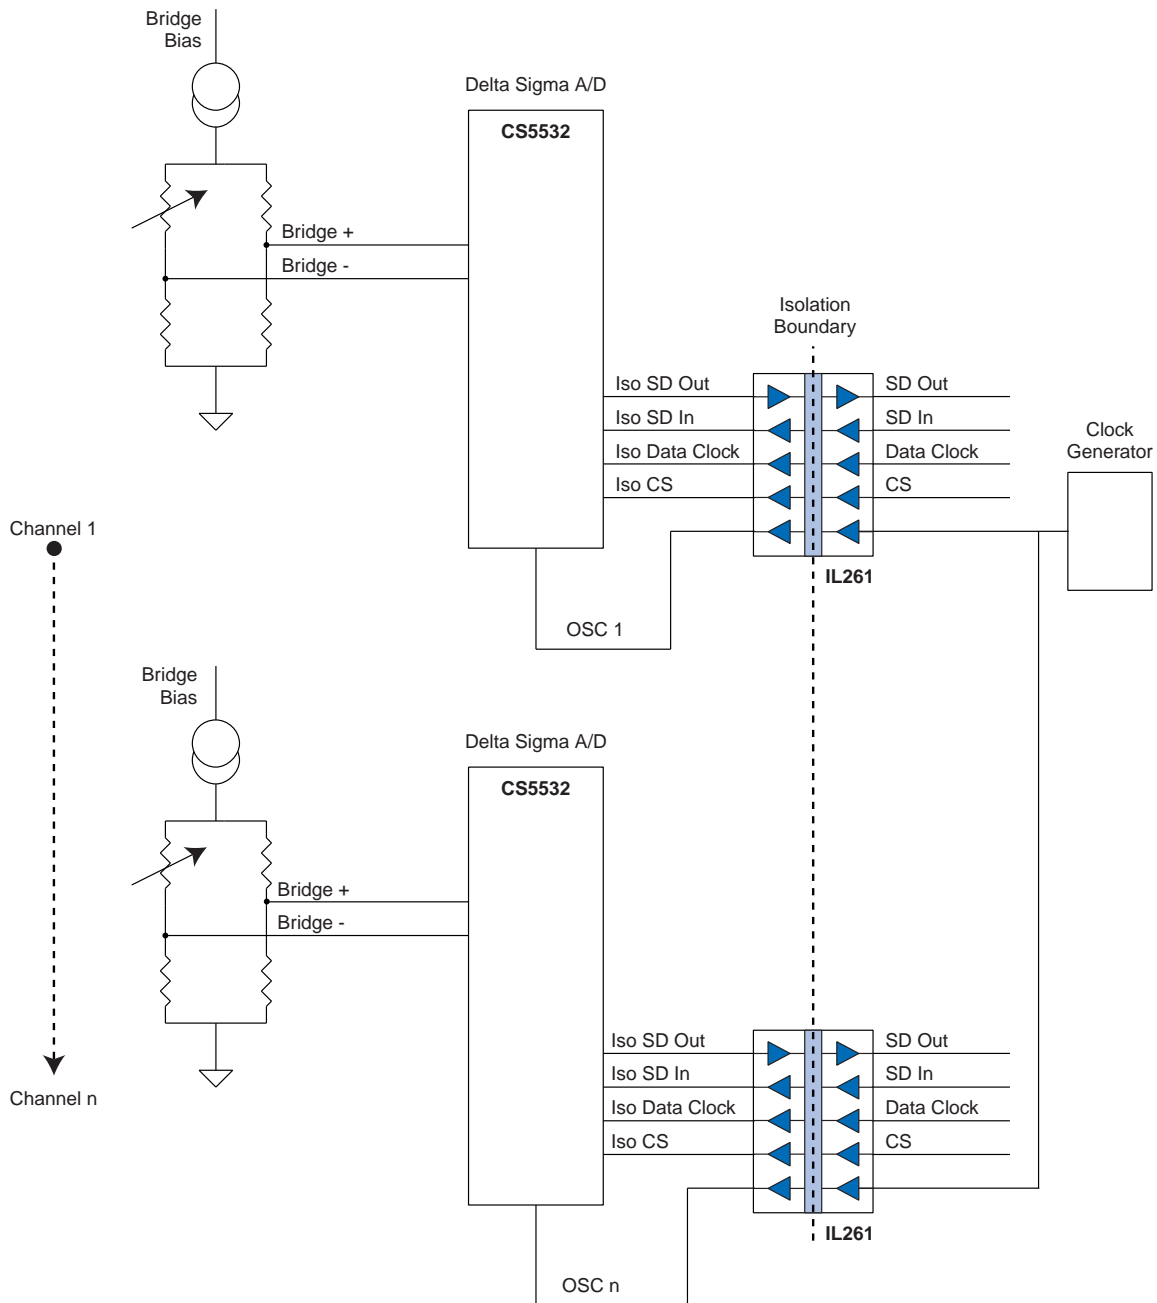 Bridge
Bias
Delta Sigma A/D
CS5532
Bridge +
Bridge -
Isolation
Boundary
Iso SD Out
SD Out
Iso SD In
SD In
Iso Data Clock
Data Clock
Iso CS
CS
Clock
Generator
IL261
OSC 1
Channel 1
Bridge
Bias
Delta Sigma A/D
CS5532
Bridge +
Bridge -
Iso SD Out
SD Out
Iso SD In
SD In
Iso Data Clock
Data Clock
Iso CS
CS
IL261
OSC n
Channel n